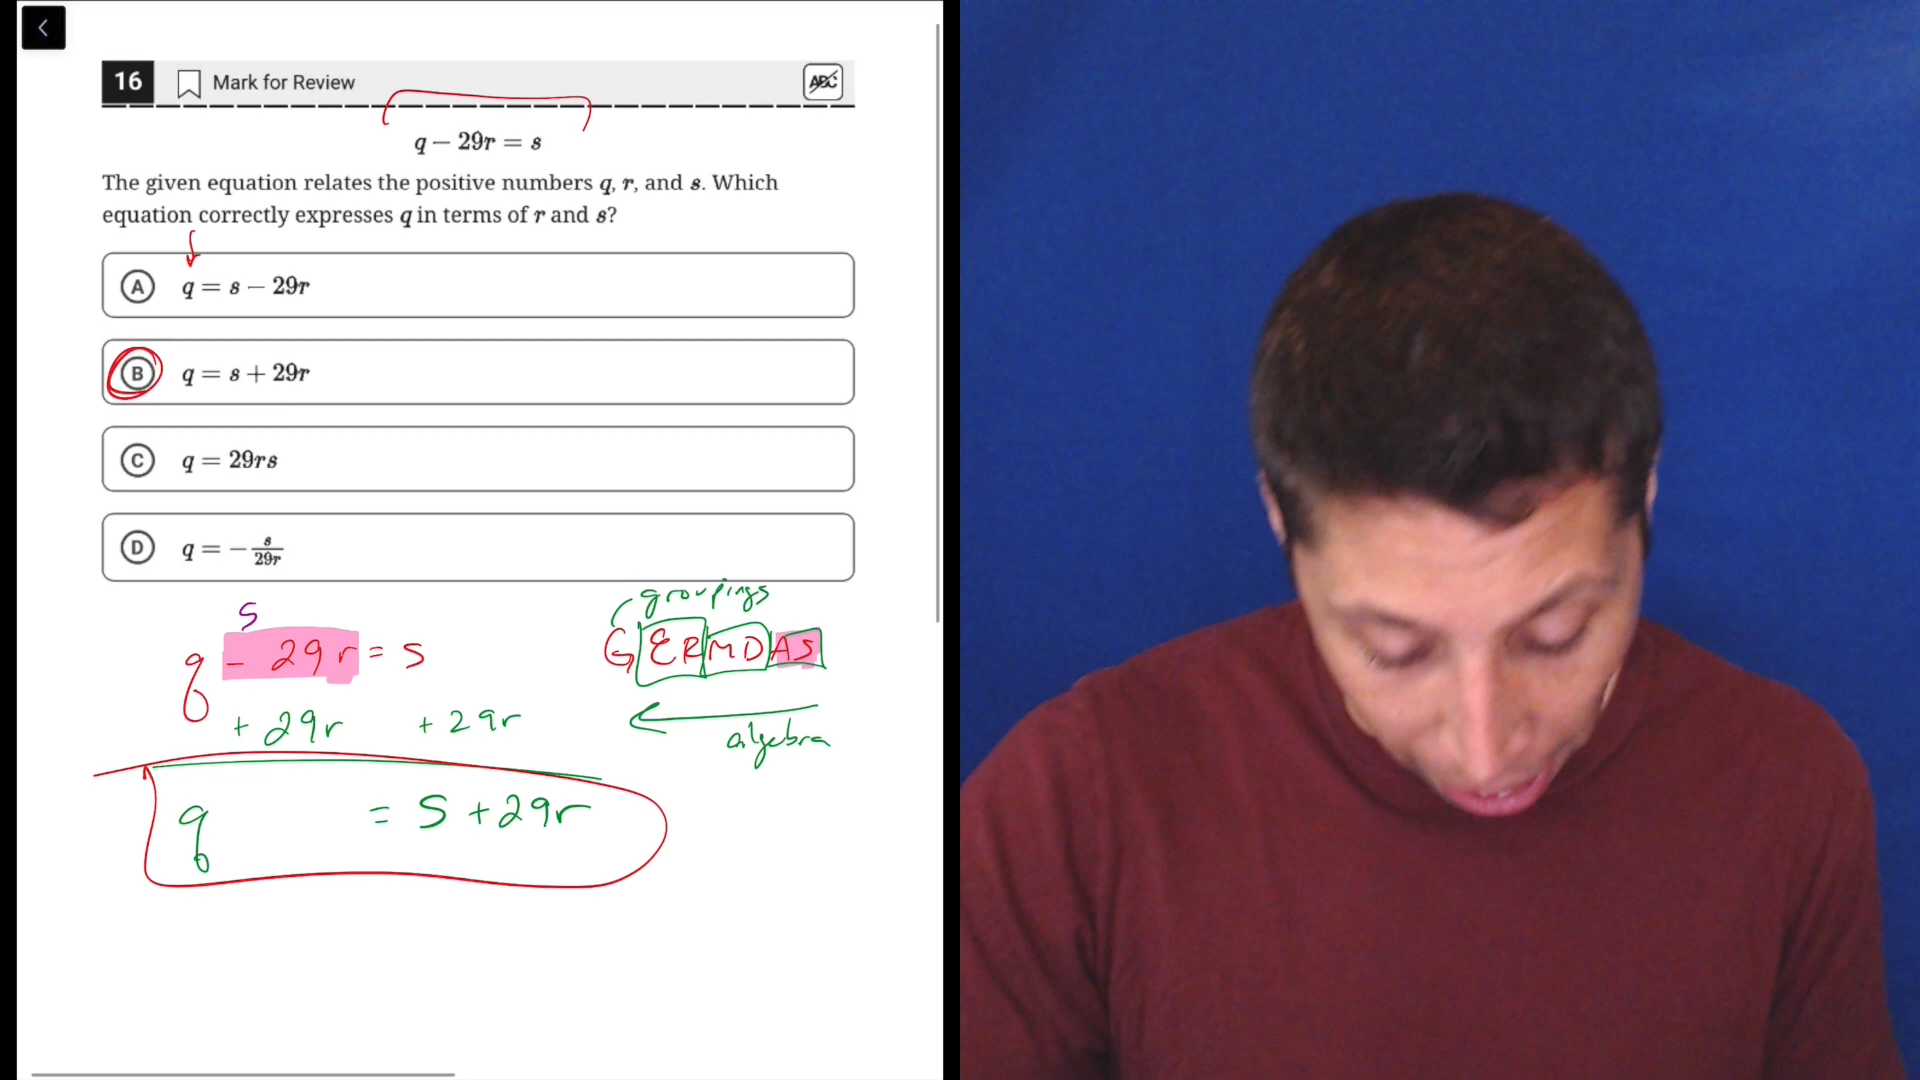 16 Mark for Review ABC
q − 29r = s
The given equation relates the positive numbers q, r, and s. Which
equation correctly expresses q in terms of r and s?
A q = s − 29r
B q = s + 29r
C q = 29rs
D q = − s/29r
groupings
S
GERMDAS
q − 29r = s
+ 29r + 29r
algebra
q = S + 29r